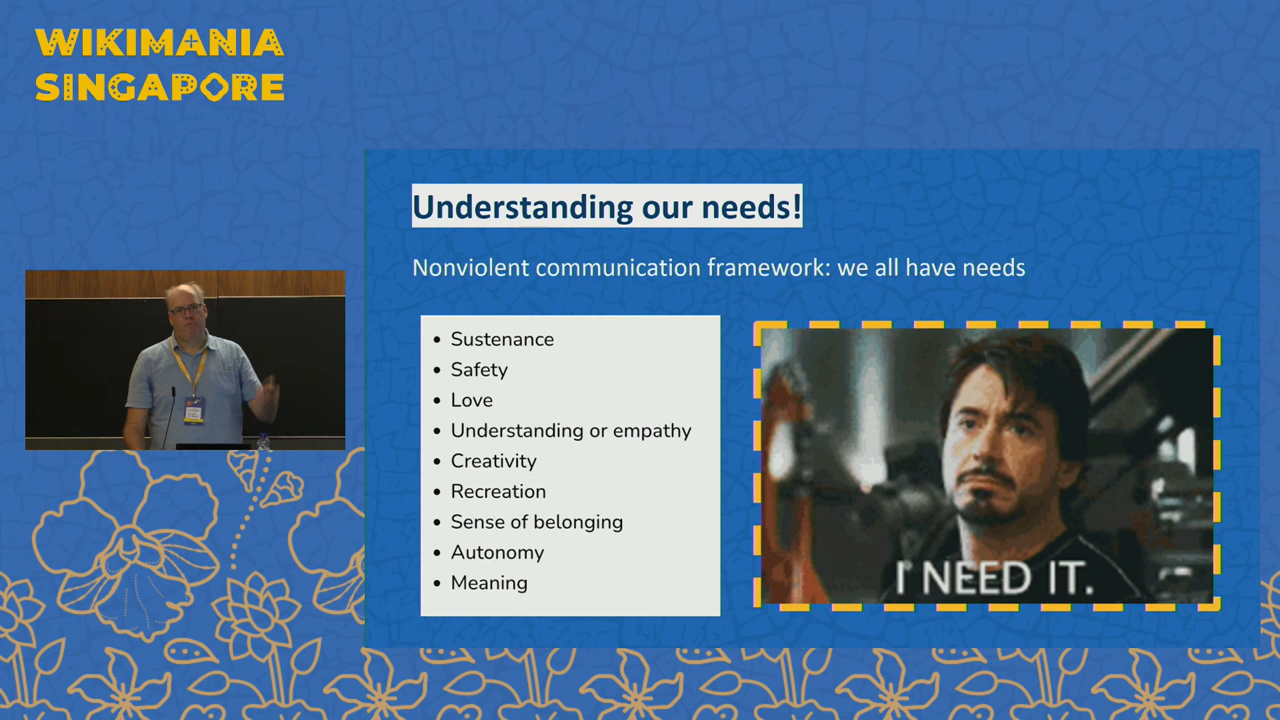 WIKIMANIA
SINGAPORE
Understanding our needs!
Nonviolent communication framework: we all have needs
• Sustenance
• Safety
• Love
• Understanding or empathy
• Creativity
• Recreation
• Sense of belonging
• Autonomy
• Meaning
I NEED IT.